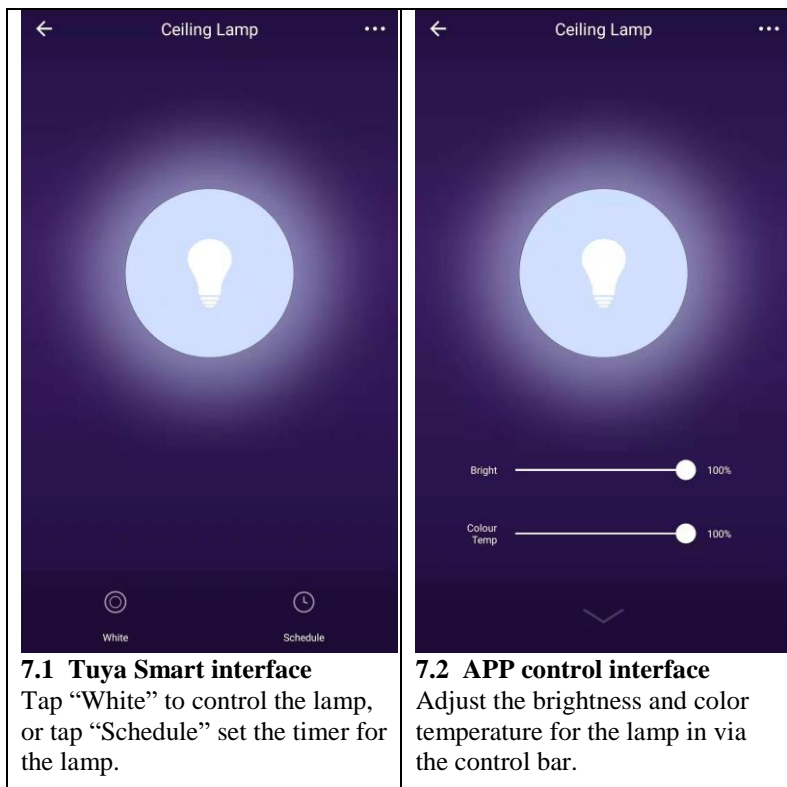 Ceiling Lamp
White
Schedule
7.1 Tuya Smart interface
Tap “White” to control the lamp,
or tap “Schedule” set the timer for
the lamp.
Ceiling Lamp
Bright 100%
Colour
Temp 100%
7.2 APP control interface
Adjust the brightness and color
temperature for the lamp in via
the control bar.